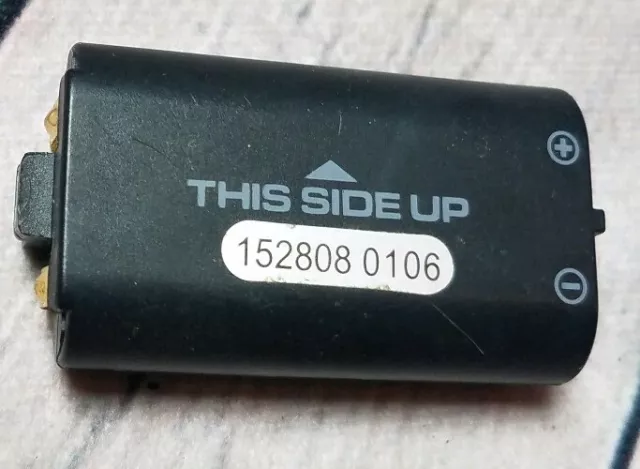 +
THIS SIDE UP
152808 0106
-